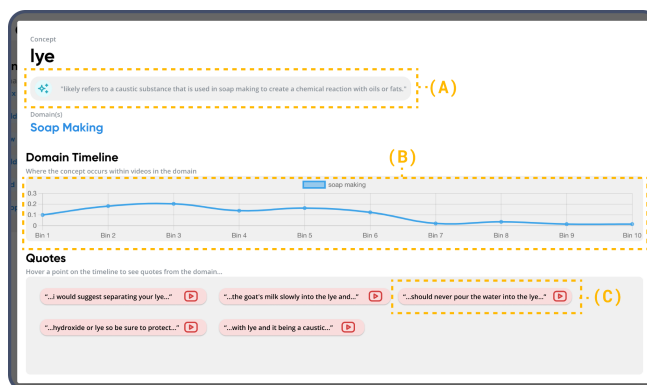 Concept
lye
"likely refers to a caustic substance that is used in soap making to create a chemical reaction with oils or fats."
(A)
Domain(s)
Soap Making
Domain Timeline
(B)
Where the concept occurs within videos in the domain
soap making
0.3
0.2
0.1
0
Bin 1 Bin 2 Bin 3 Bin 4 Bin 5 Bin 6 Bin 7 Bin 8 Bin 9 Bin 10
Quotes
Hover a point on the timeline to see quotes from the domain...
"...i would suggest separating your lye..." "...the goat's milk slowly into the lye and..." "...should never pour the water into the lye..." (C)
"...hydroxide or lye so be sure to protect..." "...with lye and it being a caustic..."